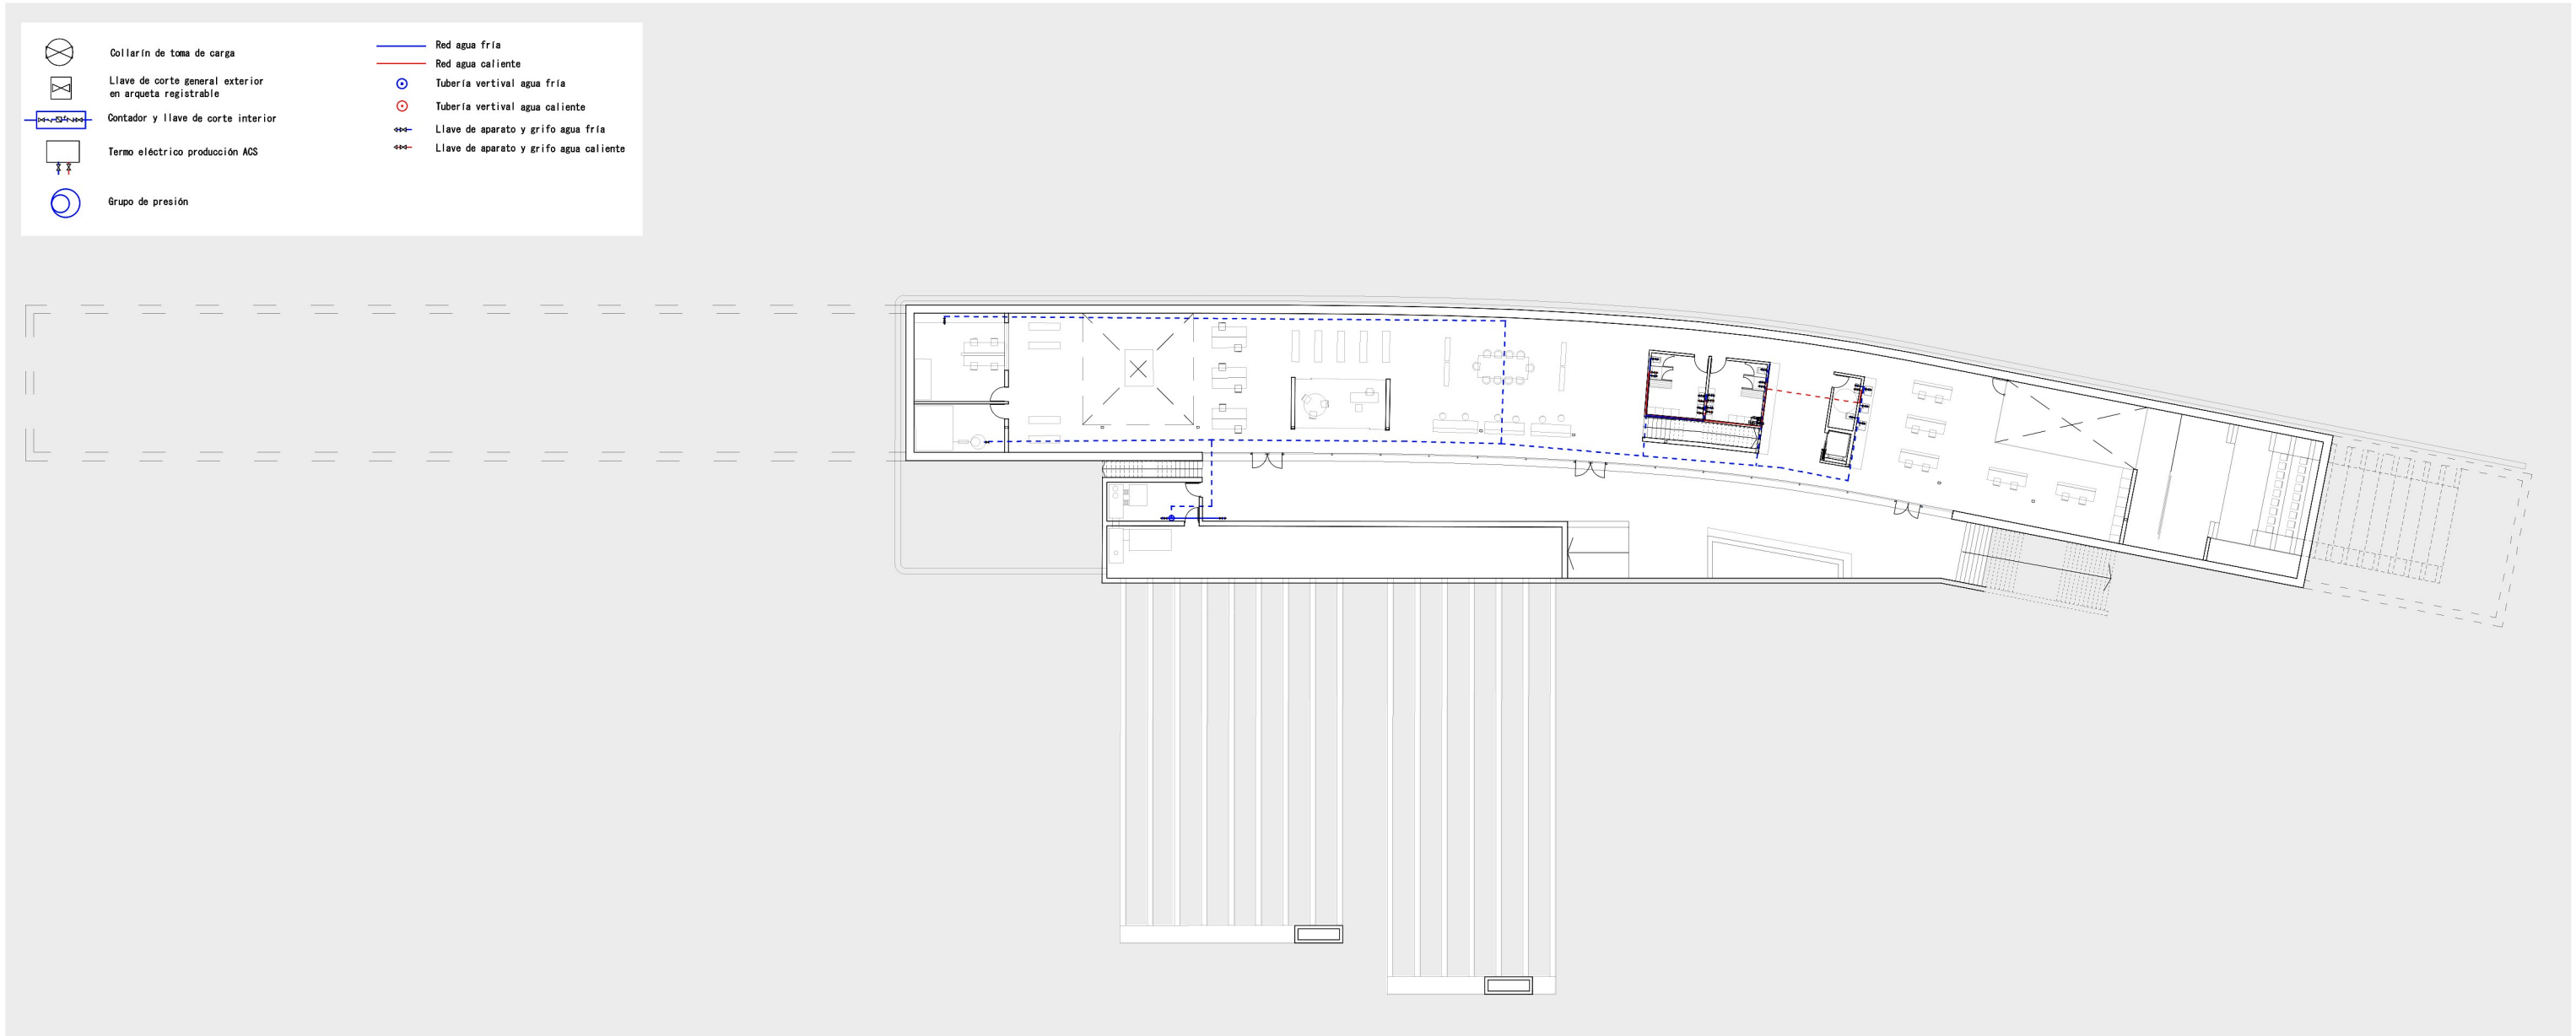 Collarín de toma de carga
Llave de corte general exterior
en arqueta registrable
Contador y llave de corte interior
Termo eléctrico producción ACS
Grupo de presión
Red agua fría
Red agua caliente
Tubería vertival agua fría
Tubería vertival agua caliente
Llave de aparato y grifo agua fría
Llave de aparato y grifo agua caliente